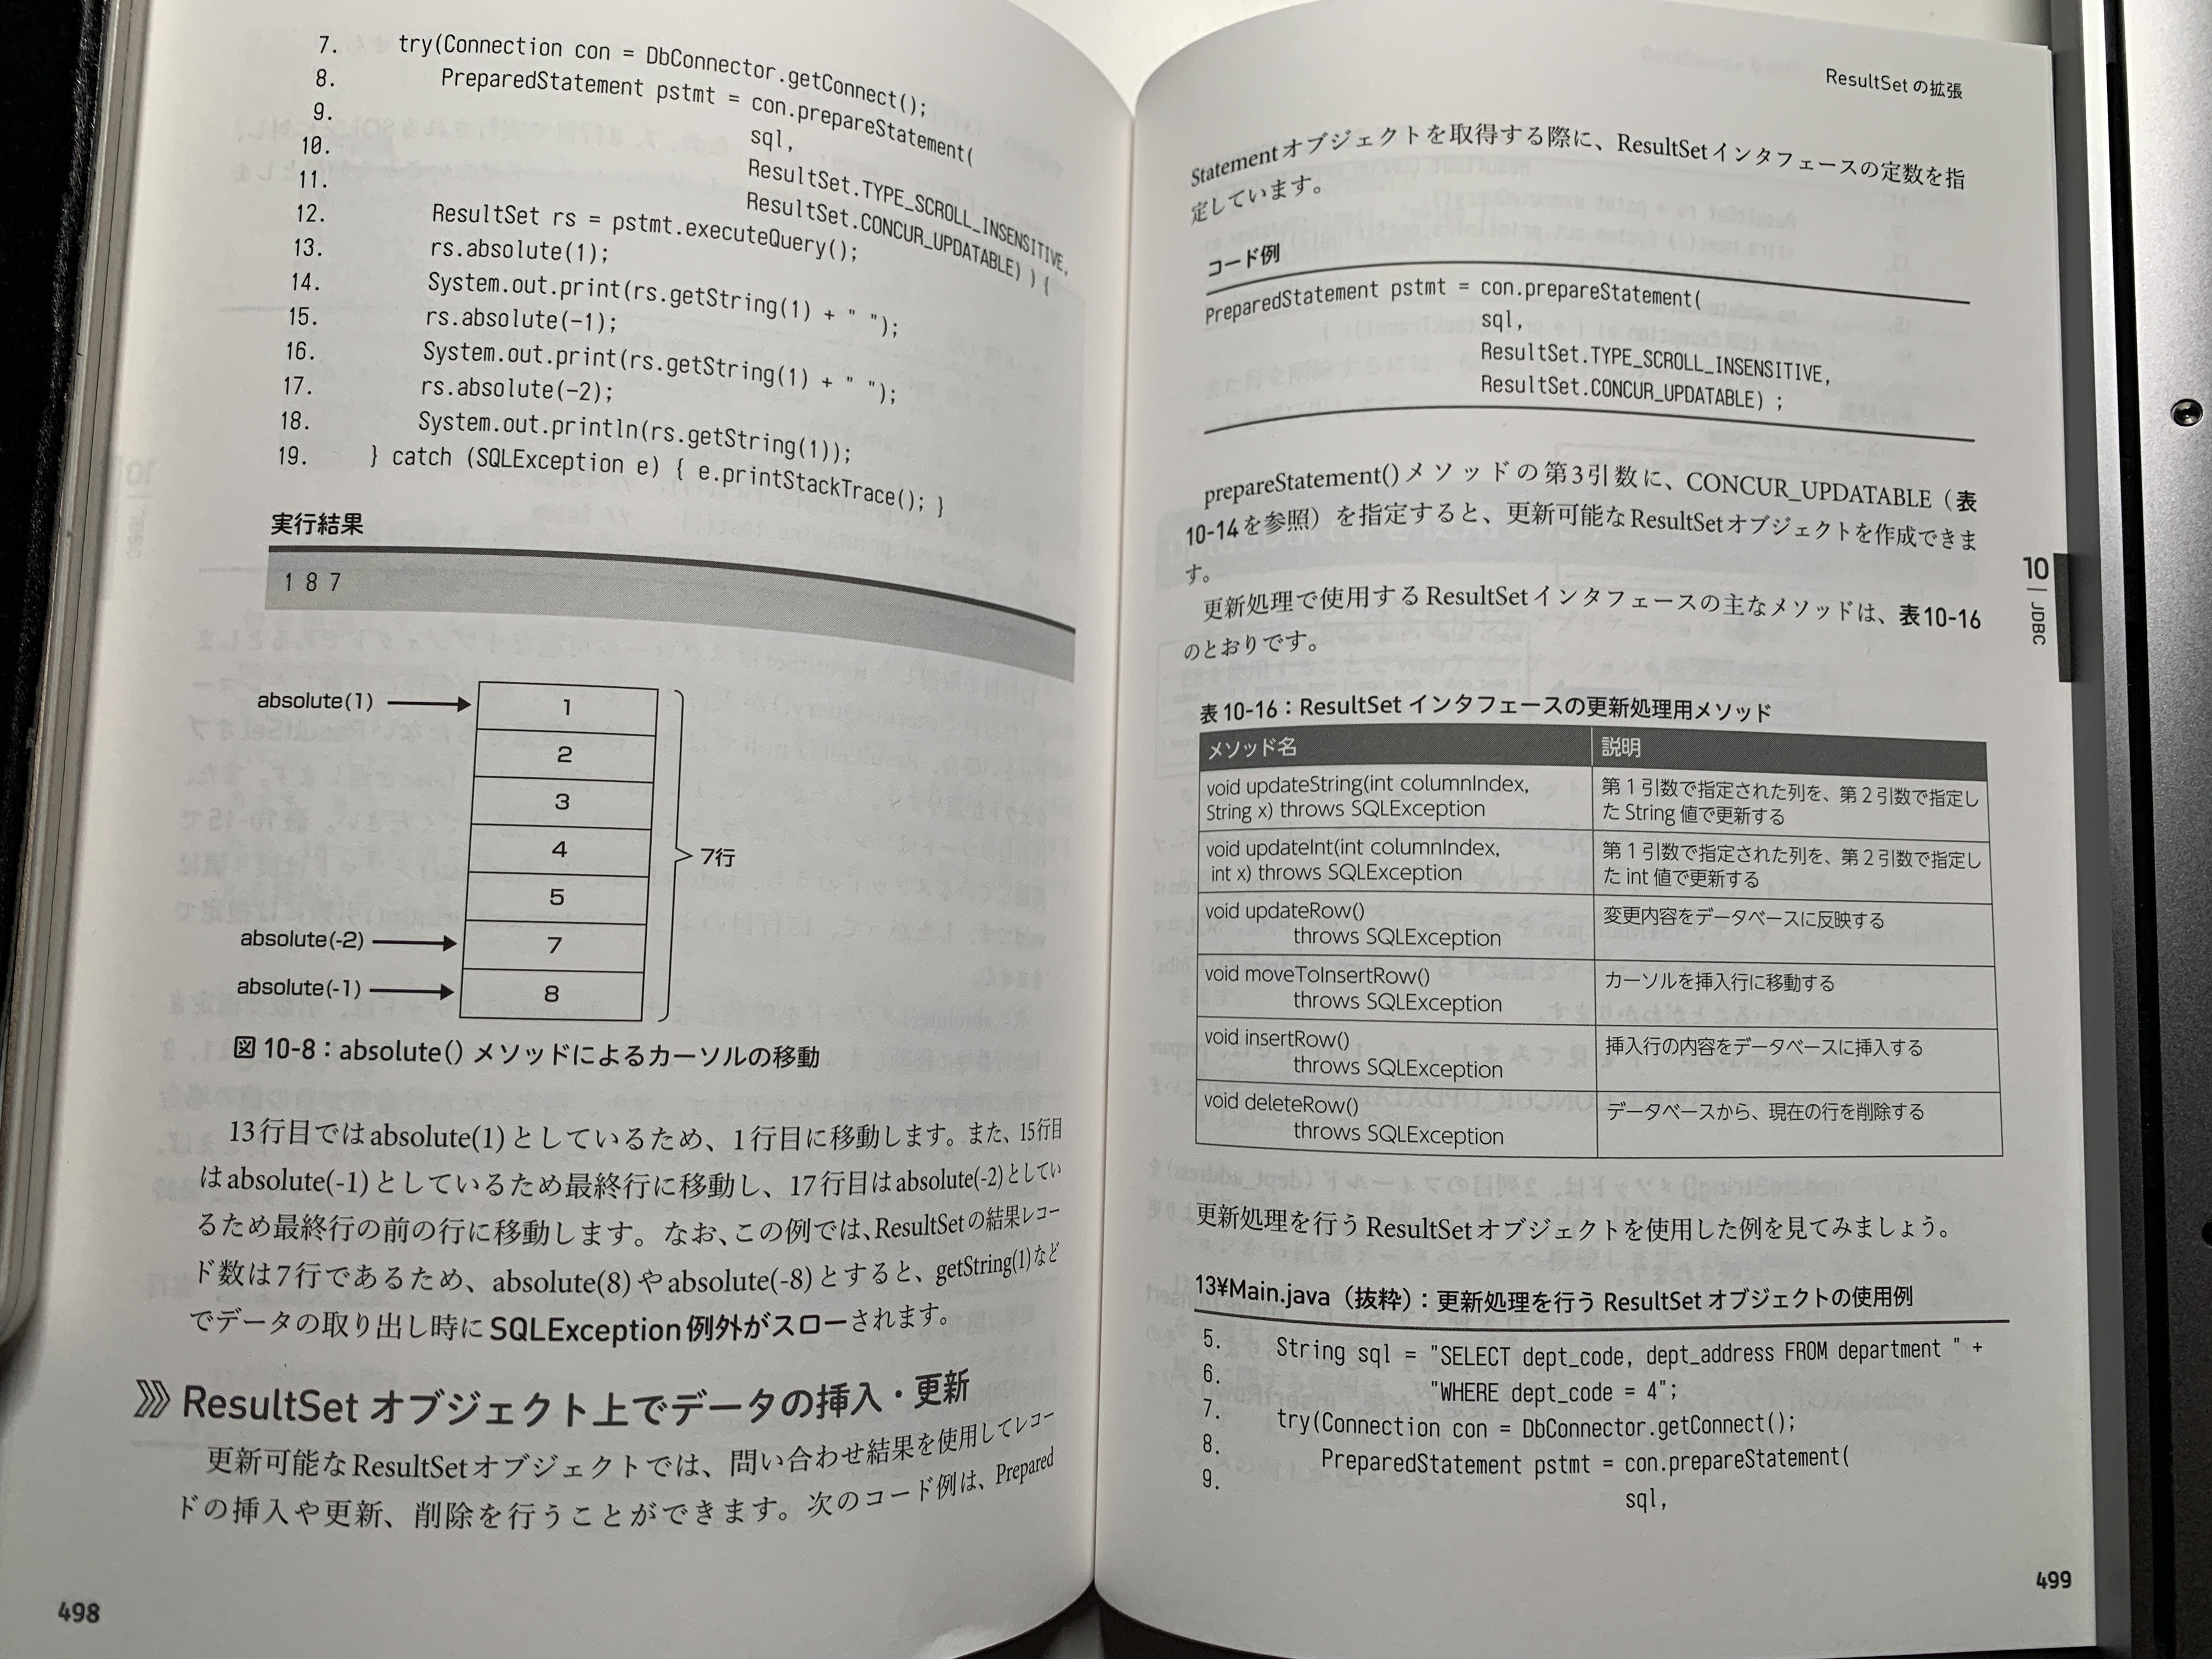 7. try(Connection con = DbConnector.getConnect();
8. PreparedStatement pstmt = con.prepareStatement(
9. sql,
10. ResultSet.TYPE_SCROLL_INSENSITIVE,
11. ResultSet.CONCUR_UPDATABLE) ) {
12. ResultSet rs = pstmt.executeQuery();
13. rs.absolute(1);
14. System.out.print(rs.getString(1) + " ");
15. rs.absolute(-1);
16. System.out.print(rs.getString(1) + " ");
17. rs.absolute(-2);
18. System.out.println(rs.getString(1));
19. } catch (SQLException e) { e.printStackTrace(); }
実行結果
1 8 7
absolute(1)
1
2
3
4
5
absolute(-2)
7
absolute(-1)
8
7行
図 10-8：absolute() メソッドによるカーソルの移動
13行目ではabsolute(1)としているため、1行目に移動します。また、15行目
はabsolute(-1)としているため最終行に移動し、17行目はabsolute(-2)としてい
るため最終行の前の行に移動します。なお、この例では、ResultSetの結果レコー
ド数は7行であるため、absolute(8)やabsolute(-8)とすると、getString(1)など
でデータの取り出し時にSQLException例外がスローされます。
ResultSet オブジェクト上でデータの挿入・更新
更新可能なResultSetオブジェクトでは、問い合わせ結果を使用してレコー
ドの挿入や更新、削除を行うことができます。次のコード例は、Prepared
498
ResultSet の拡張
Statementオブジェクトを取得する際に、ResultSetインタフェースの定数を指
定しています。
コード例
PreparedStatement pstmt = con.prepareStatement(
sql,
ResultSet.TYPE_SCROLL_INSENSITIVE,
ResultSet.CONCUR_UPDATABLE) ;
prepareStatement()メソッドの第3引数に、CONCUR_UPDATABLE（表
10-14を参照）を指定すると、更新可能なResultSetオブジェクトを作成できま
す。
更新処理で使用するResultSetインタフェースの主なメソッドは、表10-16
のとおりです。
10 | JDBC
表 10-16：ResultSet インタフェースの更新処理用メソッド
メソッド名 説明
void updateString(int columnIndex, 第 1 引数で指定された列を、第 2 引数で指定し
String x) throws SQLException た String 値で更新する
void updateInt(int columnIndex, 第 1 引数で指定された列を、第 2 引数で指定し
int x) throws SQLException た int 値で更新する
void updateRow() 変更内容をデータベースに反映する
throws SQLException
void moveToInsertRow() カーソルを挿入行に移動する
throws SQLException
void insertRow() 挿入行の内容をデータベースに挿入する
throws SQLException
void deleteRow() データベースから、現在の行を削除する
throws SQLException
更新処理を行うResultSetオブジェクトを使用した例を見てみましょう。
13¥Main.java（抜粋）：更新処理を行う ResultSet オブジェクトの使用例
5. String sql = "SELECT dept_code, dept_address FROM department " +
6. "WHERE dept_code = 4";
7. try(Connection con = DbConnector.getConnect();
8. PreparedStatement pstmt = con.prepareStatement(
9. sql,
499